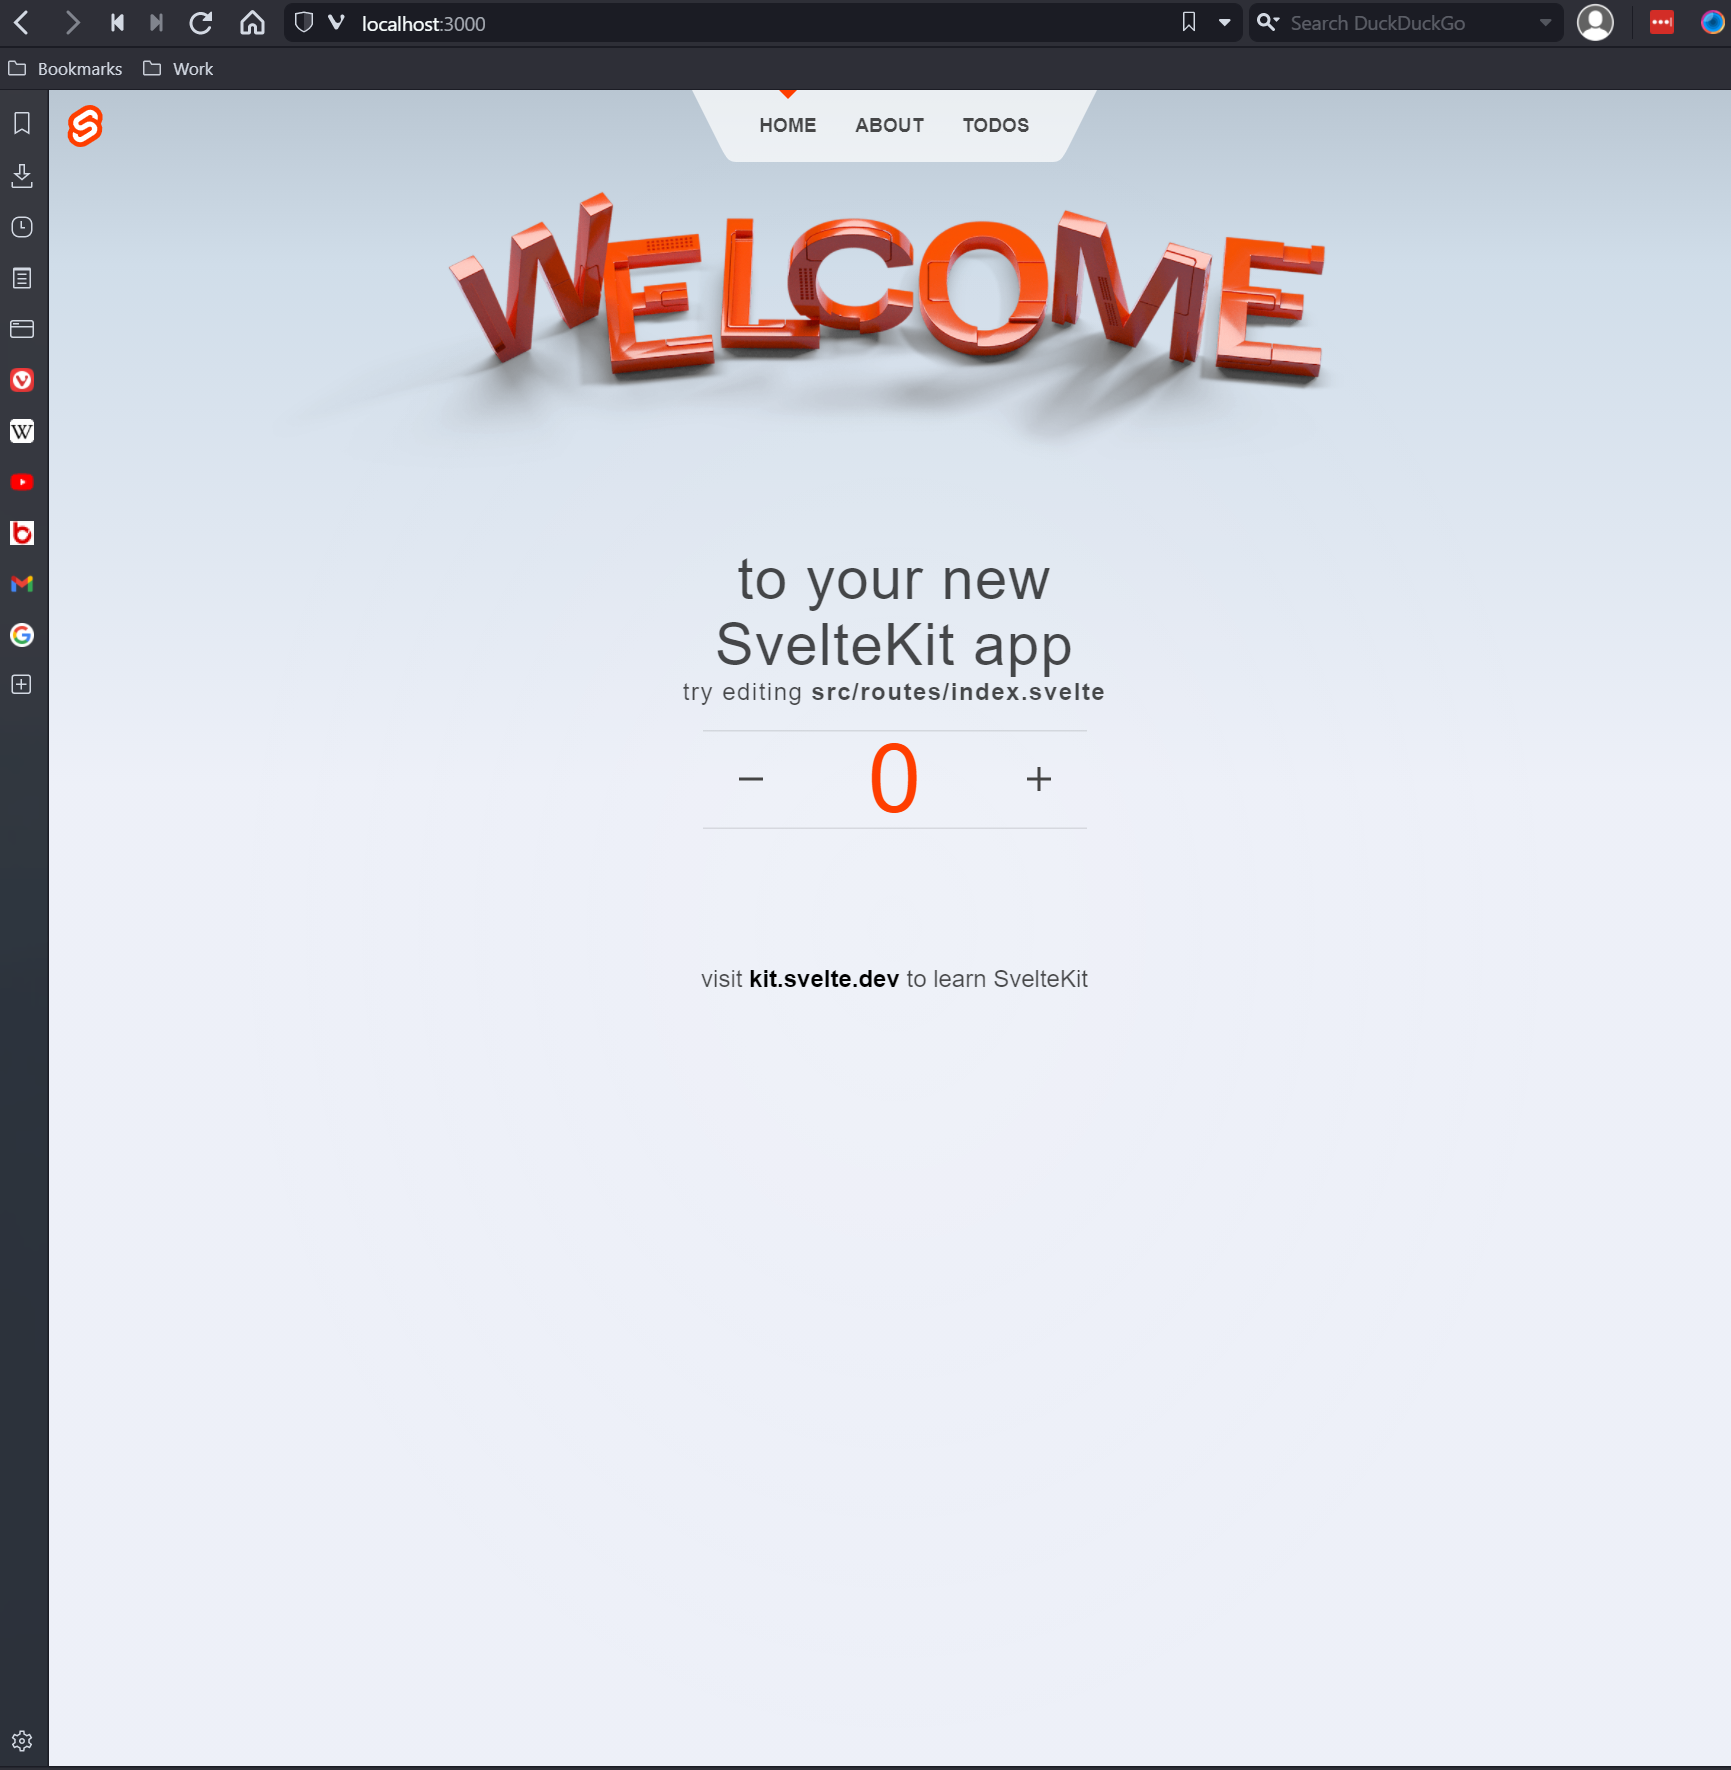 localhost:3000
Search DuckDuckGo
Bookmarks
Work
HOME
ABOUT
TODOS
WELCOME
to your new
SvelteKit app
try editing src/routes/index.svelte
0
visit kit.svelte.dev to learn SvelteKit